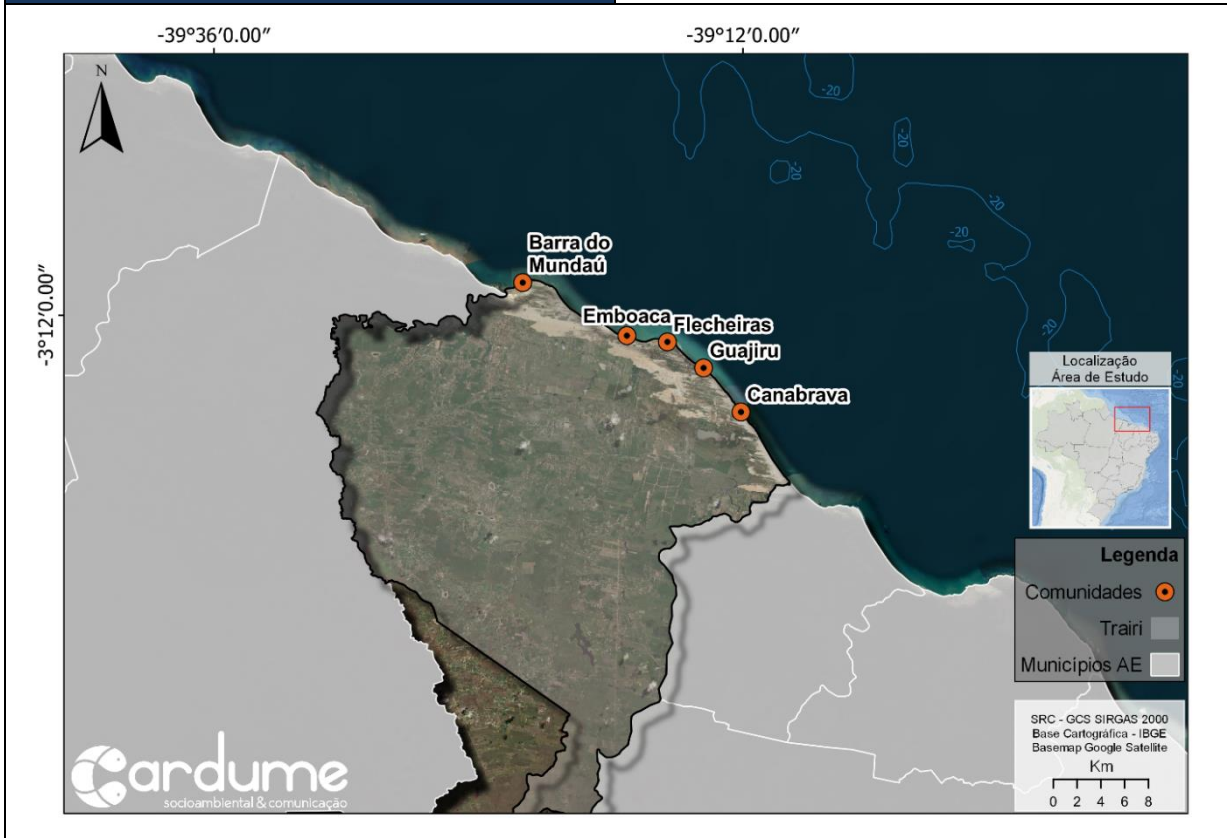 -39°36'0.00"
-39°12'0.00"
N
-20
-20
-20
-20
-20
-20
-20
Barra do
Mundaú
-3°12'0.00"
Emboaca
Flecheiras
Guajiru
Canabrava
Localização
Área de Estudo
Legenda
Comunidades
Trairi
Municípios AE
SRC - GCS SIRGAS 2000
Base Cartográfica - IBGE
Basemap Google Satellite
Km
0 2 4 6 8
Cardume
socioambiental & comunicação